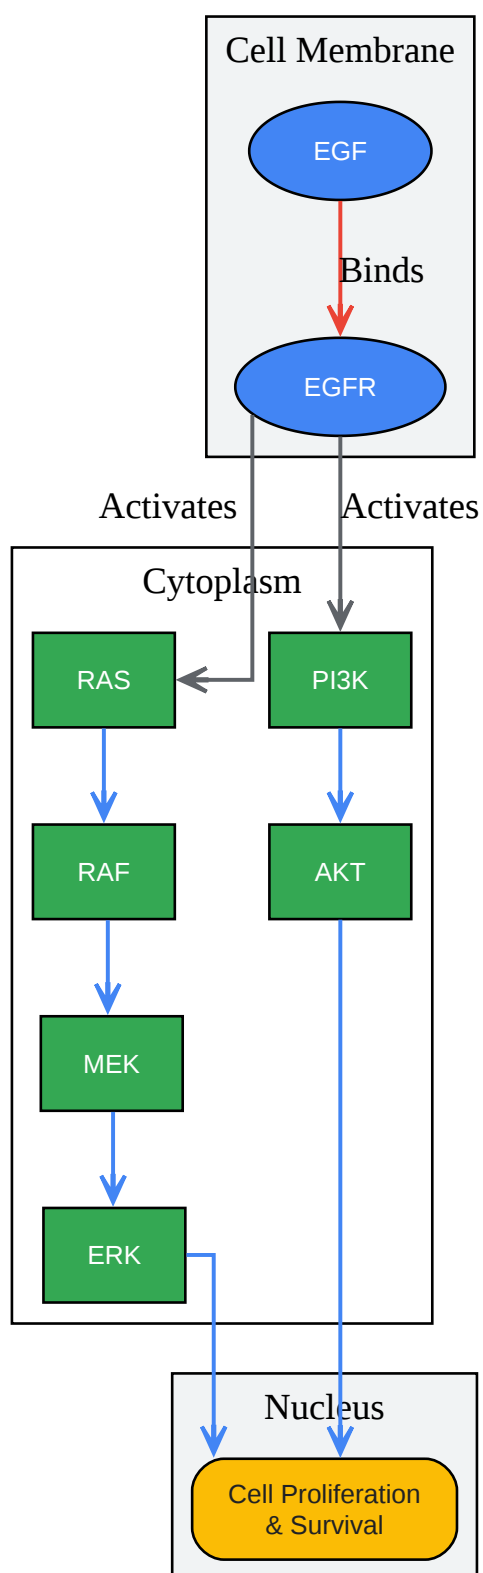 Cell Membrane
EGF
Binds
EGFR
Activates
Activates
Cytoplasm
RAS
PI3K
RAF
AKT
MEK
ERK
Nucleus
Cell Proliferation
& Survival